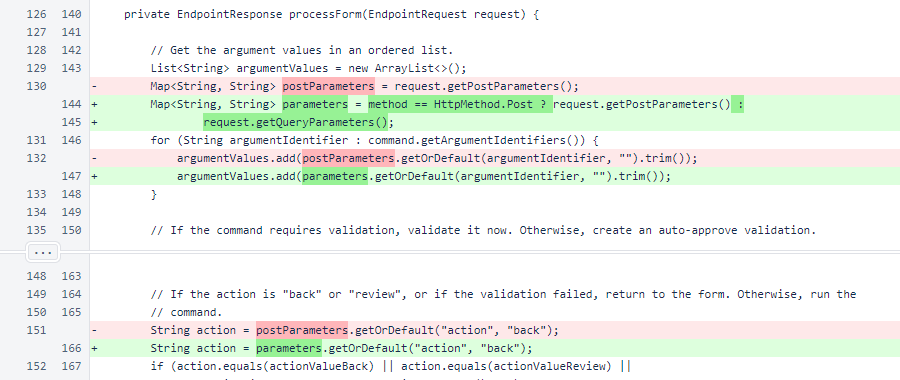 126 140 private EndpointResponse processForm(EndpointRequest request) {
127 141
128 142 // Get the argument values in an ordered list.
129 143 List<String> argumentValues = new ArrayList<>();
130 - Map<String, String> postParameters = request.getPostParameters();
144 + Map<String, String> parameters = method == HttpMethod.Post ? request.getPostParameters() :
145 + request.getQueryParameters();
131 146 for (String argumentIdentifier : command.getArgumentIdentifiers()) {
132 - argumentValues.add(postParameters.getOrDefault(argumentIdentifier, "").trim());
147 + argumentValues.add(parameters.getOrDefault(argumentIdentifier, "").trim());
133 148 }
134 149
135 150 // If the command requires validation, validate it now. Otherwise, create an auto-approve validation.
...
148 163
149 164 // If the action is "back" or "review", or if the validation failed, return to the form. Otherwise, run the
150 165 // command.
151 - String action = postParameters.getOrDefault("action", "back");
166 + String action = parameters.getOrDefault("action", "back");
152 167 if (action.equals(actionValueBack) || action.equals(actionValueReview) ||